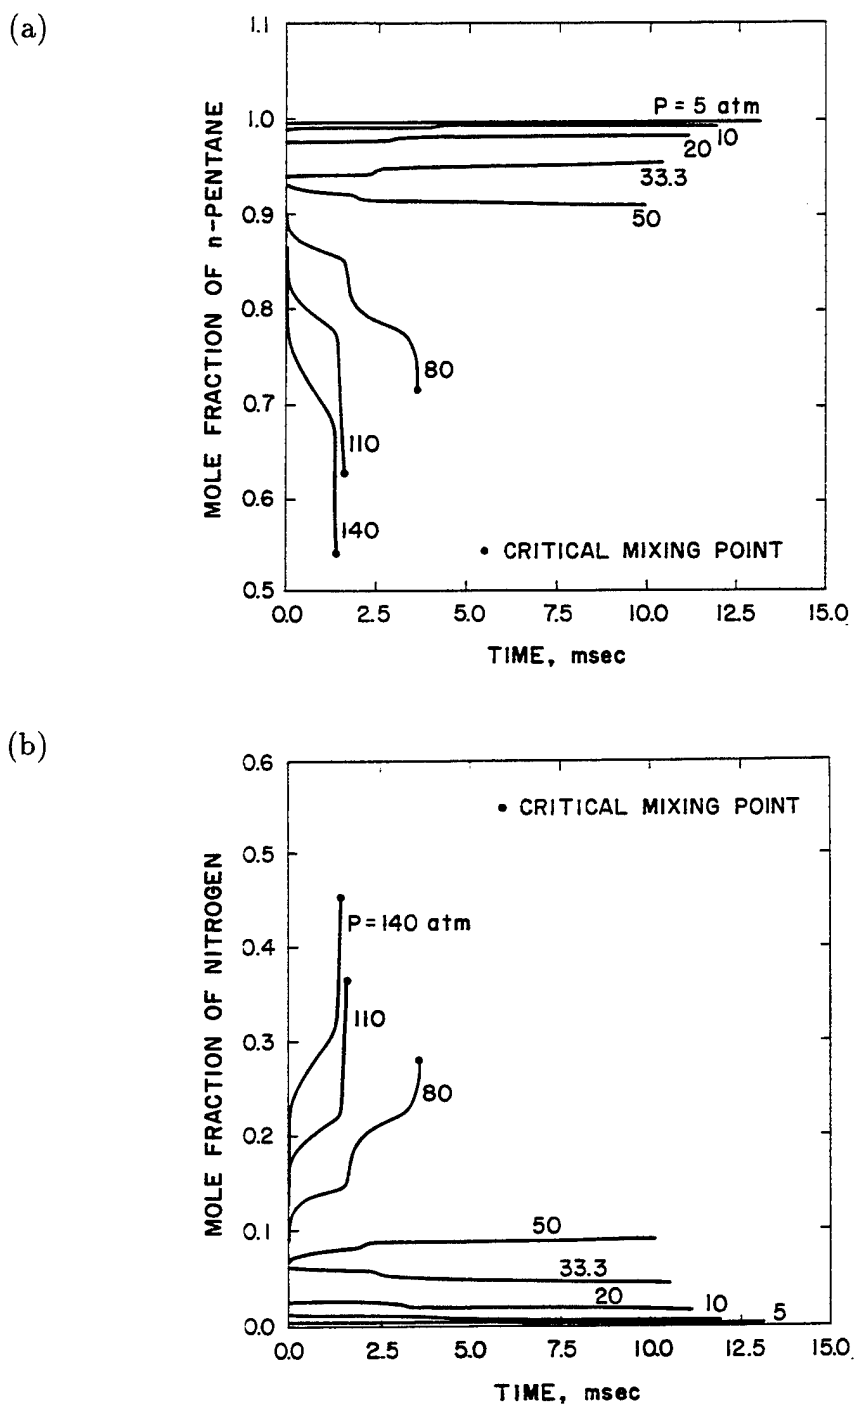 (a)
1.1
1.0
0.9
0.8
0.7
0.6
0.5
MOLE FRACTION OF n-PENTANE
P = 5 atm
10
20
33.3
50
80
110
140
• CRITICAL MIXING POINT
0.0 2.5 5.0 7.5 10.0 12.5 15.0
TIME, msec
(b)
0.6
0.5
0.4
0.3
0.2
0.1
0.0
MOLE FRACTION OF NITROGEN
• CRITICAL MIXING POINT
P=140 atm
110
80
50
33.3
20
10
5
0.0 2.5 5.0 7.5 10.0 12.5 15.0
TIME, msec